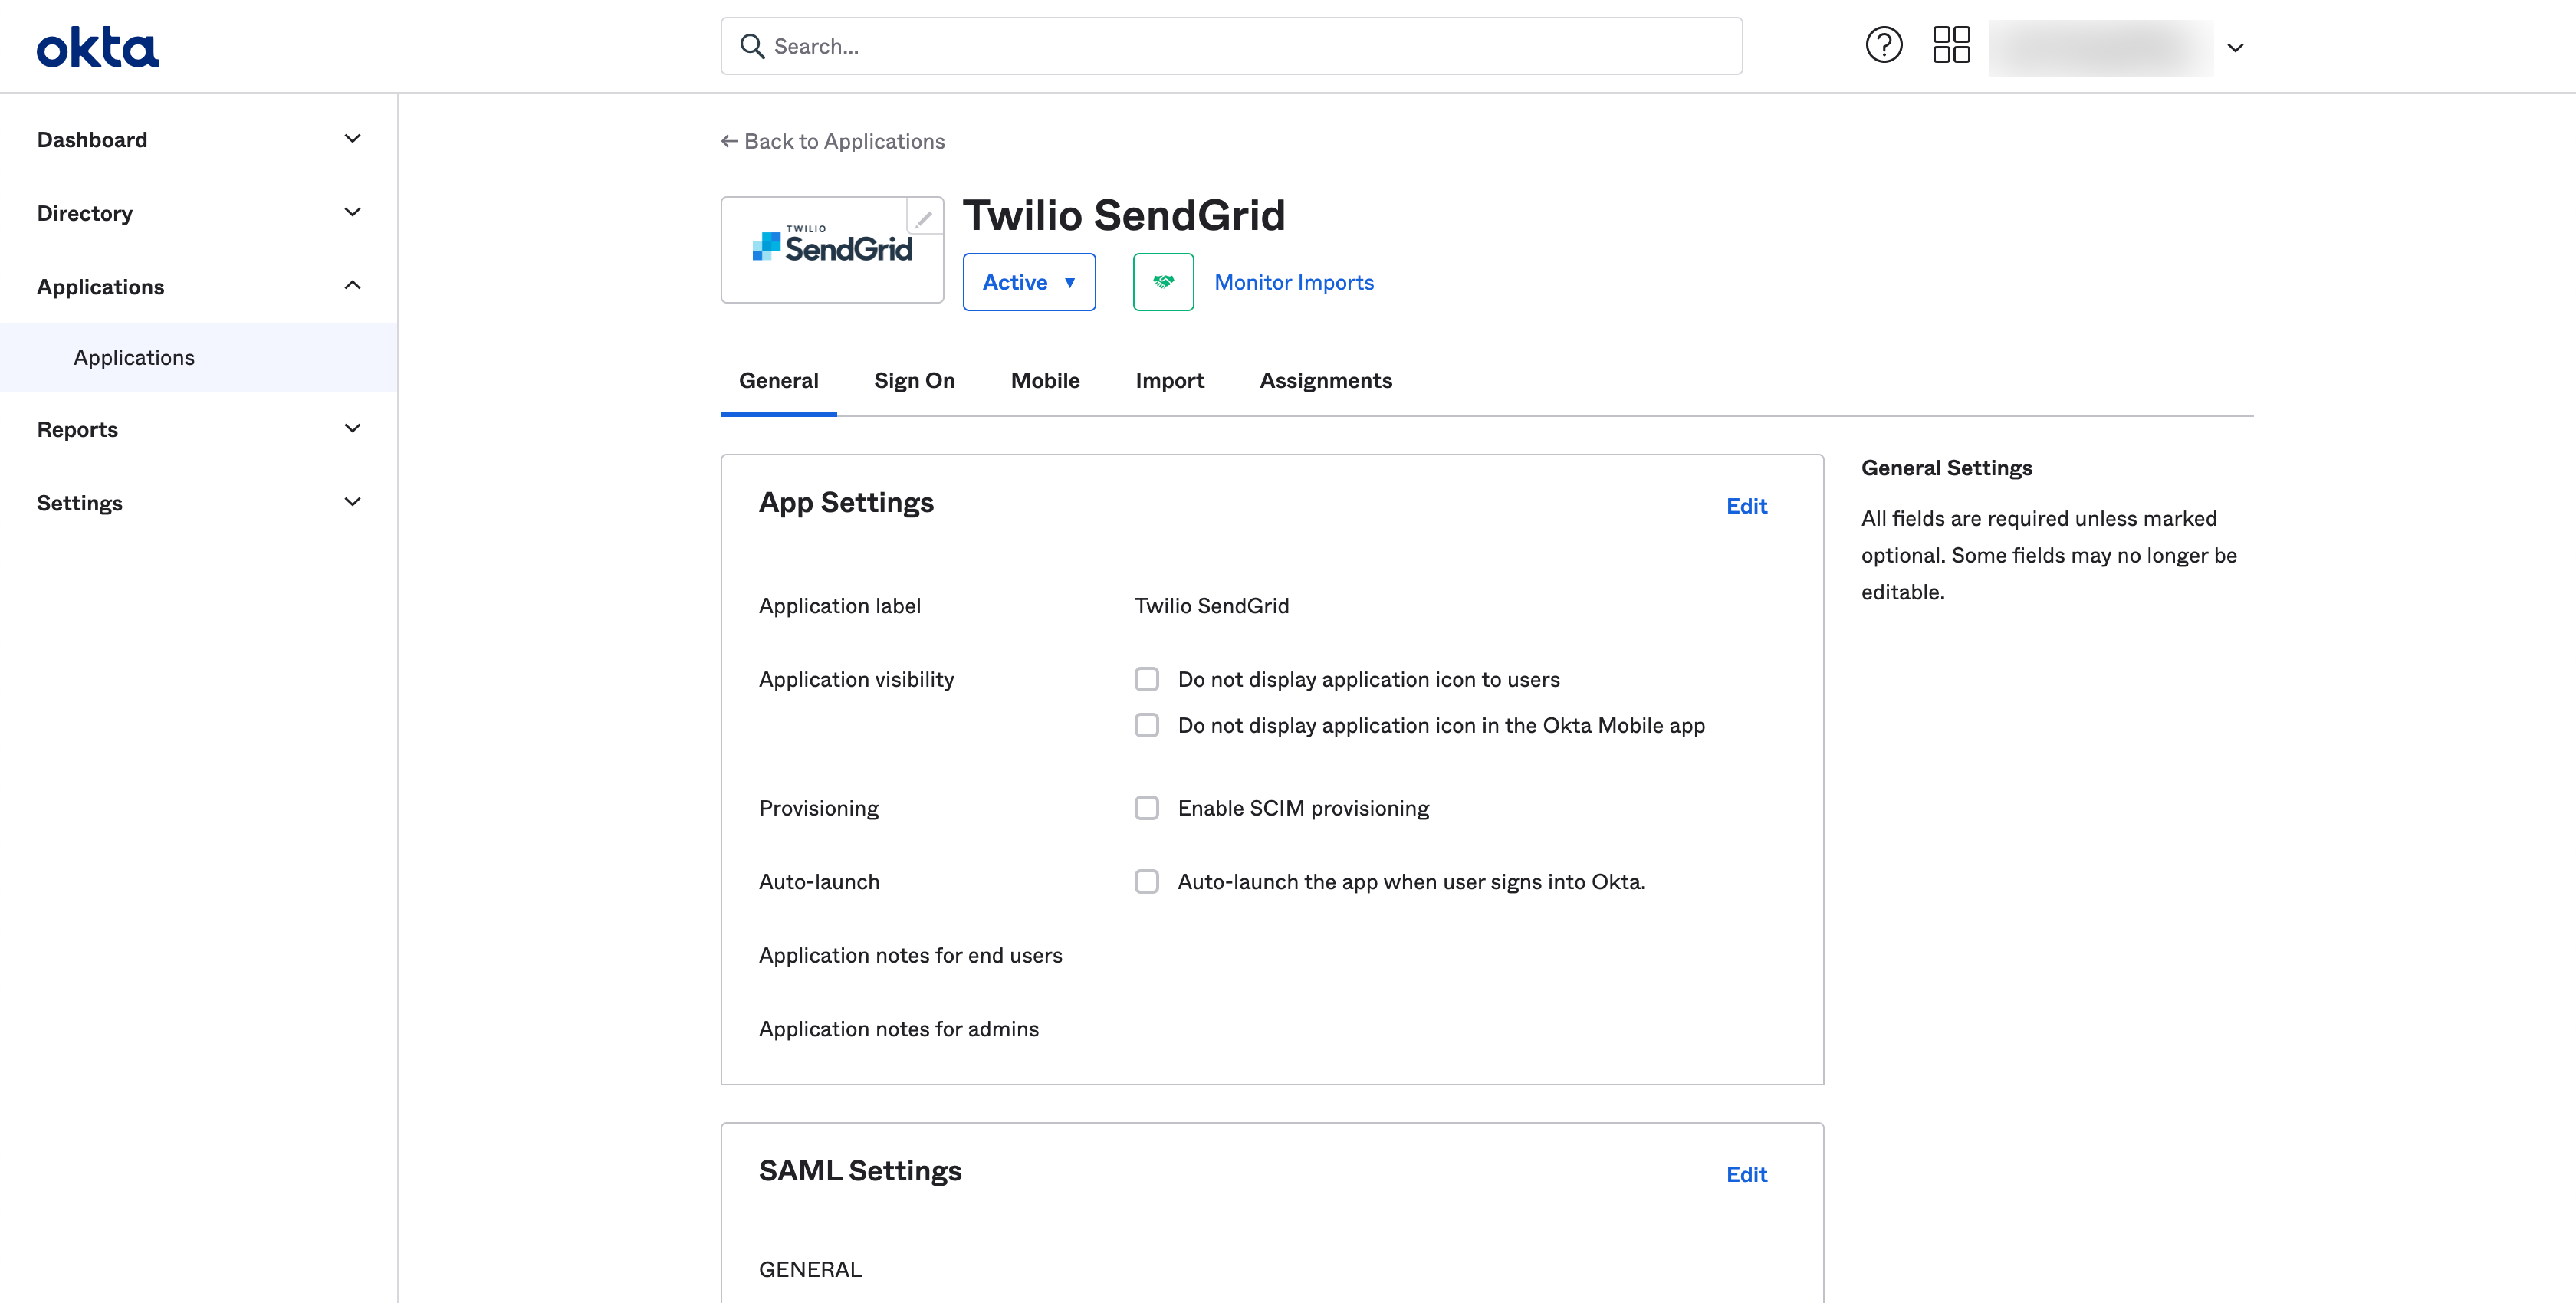 okta
Search...
Dashboard
Directory
Applications
Applications
Reports
Settings
← Back to Applications
TWILIO
SendGrid
Twilio SendGrid
Active ▼
Monitor Imports
General
Sign On
Mobile
Import
Assignments
App Settings
Edit
Application label
Twilio SendGrid
Application visibility
Do not display application icon to users
Do not display application icon in the Okta Mobile app
Provisioning
Enable SCIM provisioning
Auto-launch
Auto-launch the app when user signs into Okta.
Application notes for end users
Application notes for admins
SAML Settings
Edit
GENERAL
General Settings
All fields are required unless marked
optional. Some fields may no longer be
editable.